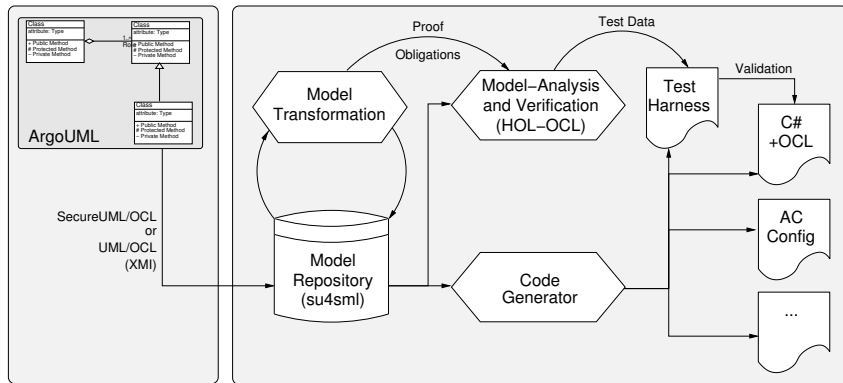 Class
attribute: Type
+ Public Method
# Protected Method
− Private Method
1..*
Role
Class
attribute: Type
+ Public Method
# Protected Method
− Private Method
Class
attribute: Type
+ Public Method
# Protected Method
− Private Method
ArgoUML
SecureUML/OCL
or
UML/OCL
(XMI)
Proof
Obligations
Test Data
Model
Transformation
Model−Analysis
and Verification
(HOL−OCL)
Test
Harness
Validation
C#
+OCL
Model
Repository
(su4sml)
Code
Generator
AC
Config
...